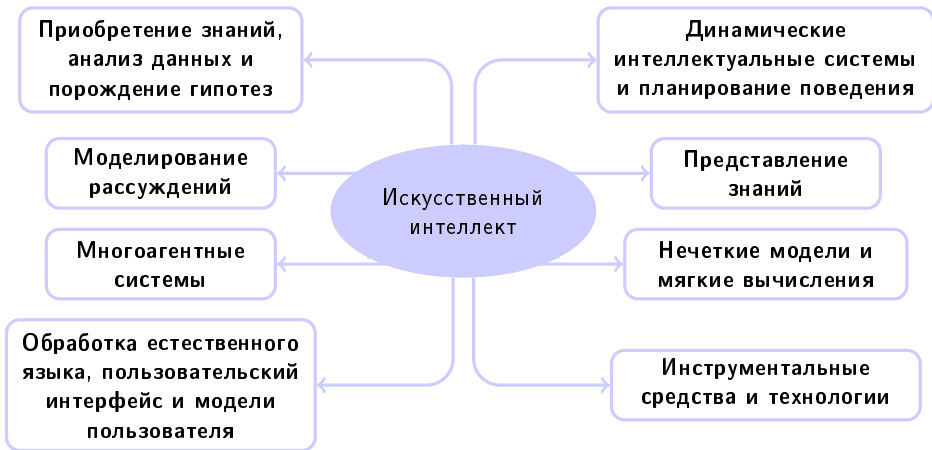 Приобретение знаний,
анализ данных и
порождение гипотез
Динамические
интеллектуальные системы
и планирование поведения
Моделирование
рассуждений
Представление
знаний
Искусственный
интеллект
Многоагентные
системы
Нечеткие модели и
мягкие вычисления
Обработка естественного
языка, пользовательский
интерфейс и модели
пользователя
Инструментальные
средства и технологии